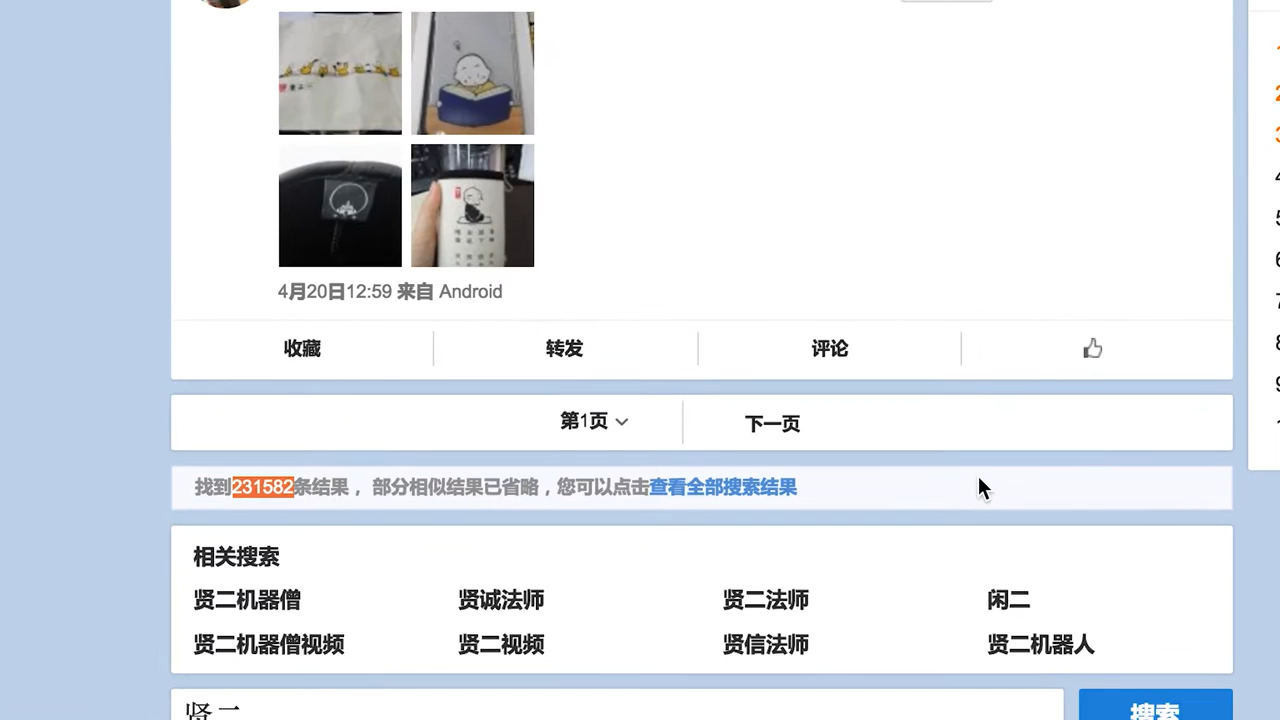 4月20日12:59 来自 Android
收藏
转发
评论
第1页
下一页
找到231582条结果，部分相似结果已省略，您可以点击查看全部搜索结果
相关搜索
贤二机器僧
贤诚法师
贤二法师
闲二
贤二机器僧视频
贤二视频
贤信法师
贤二机器人
贤二
搜索